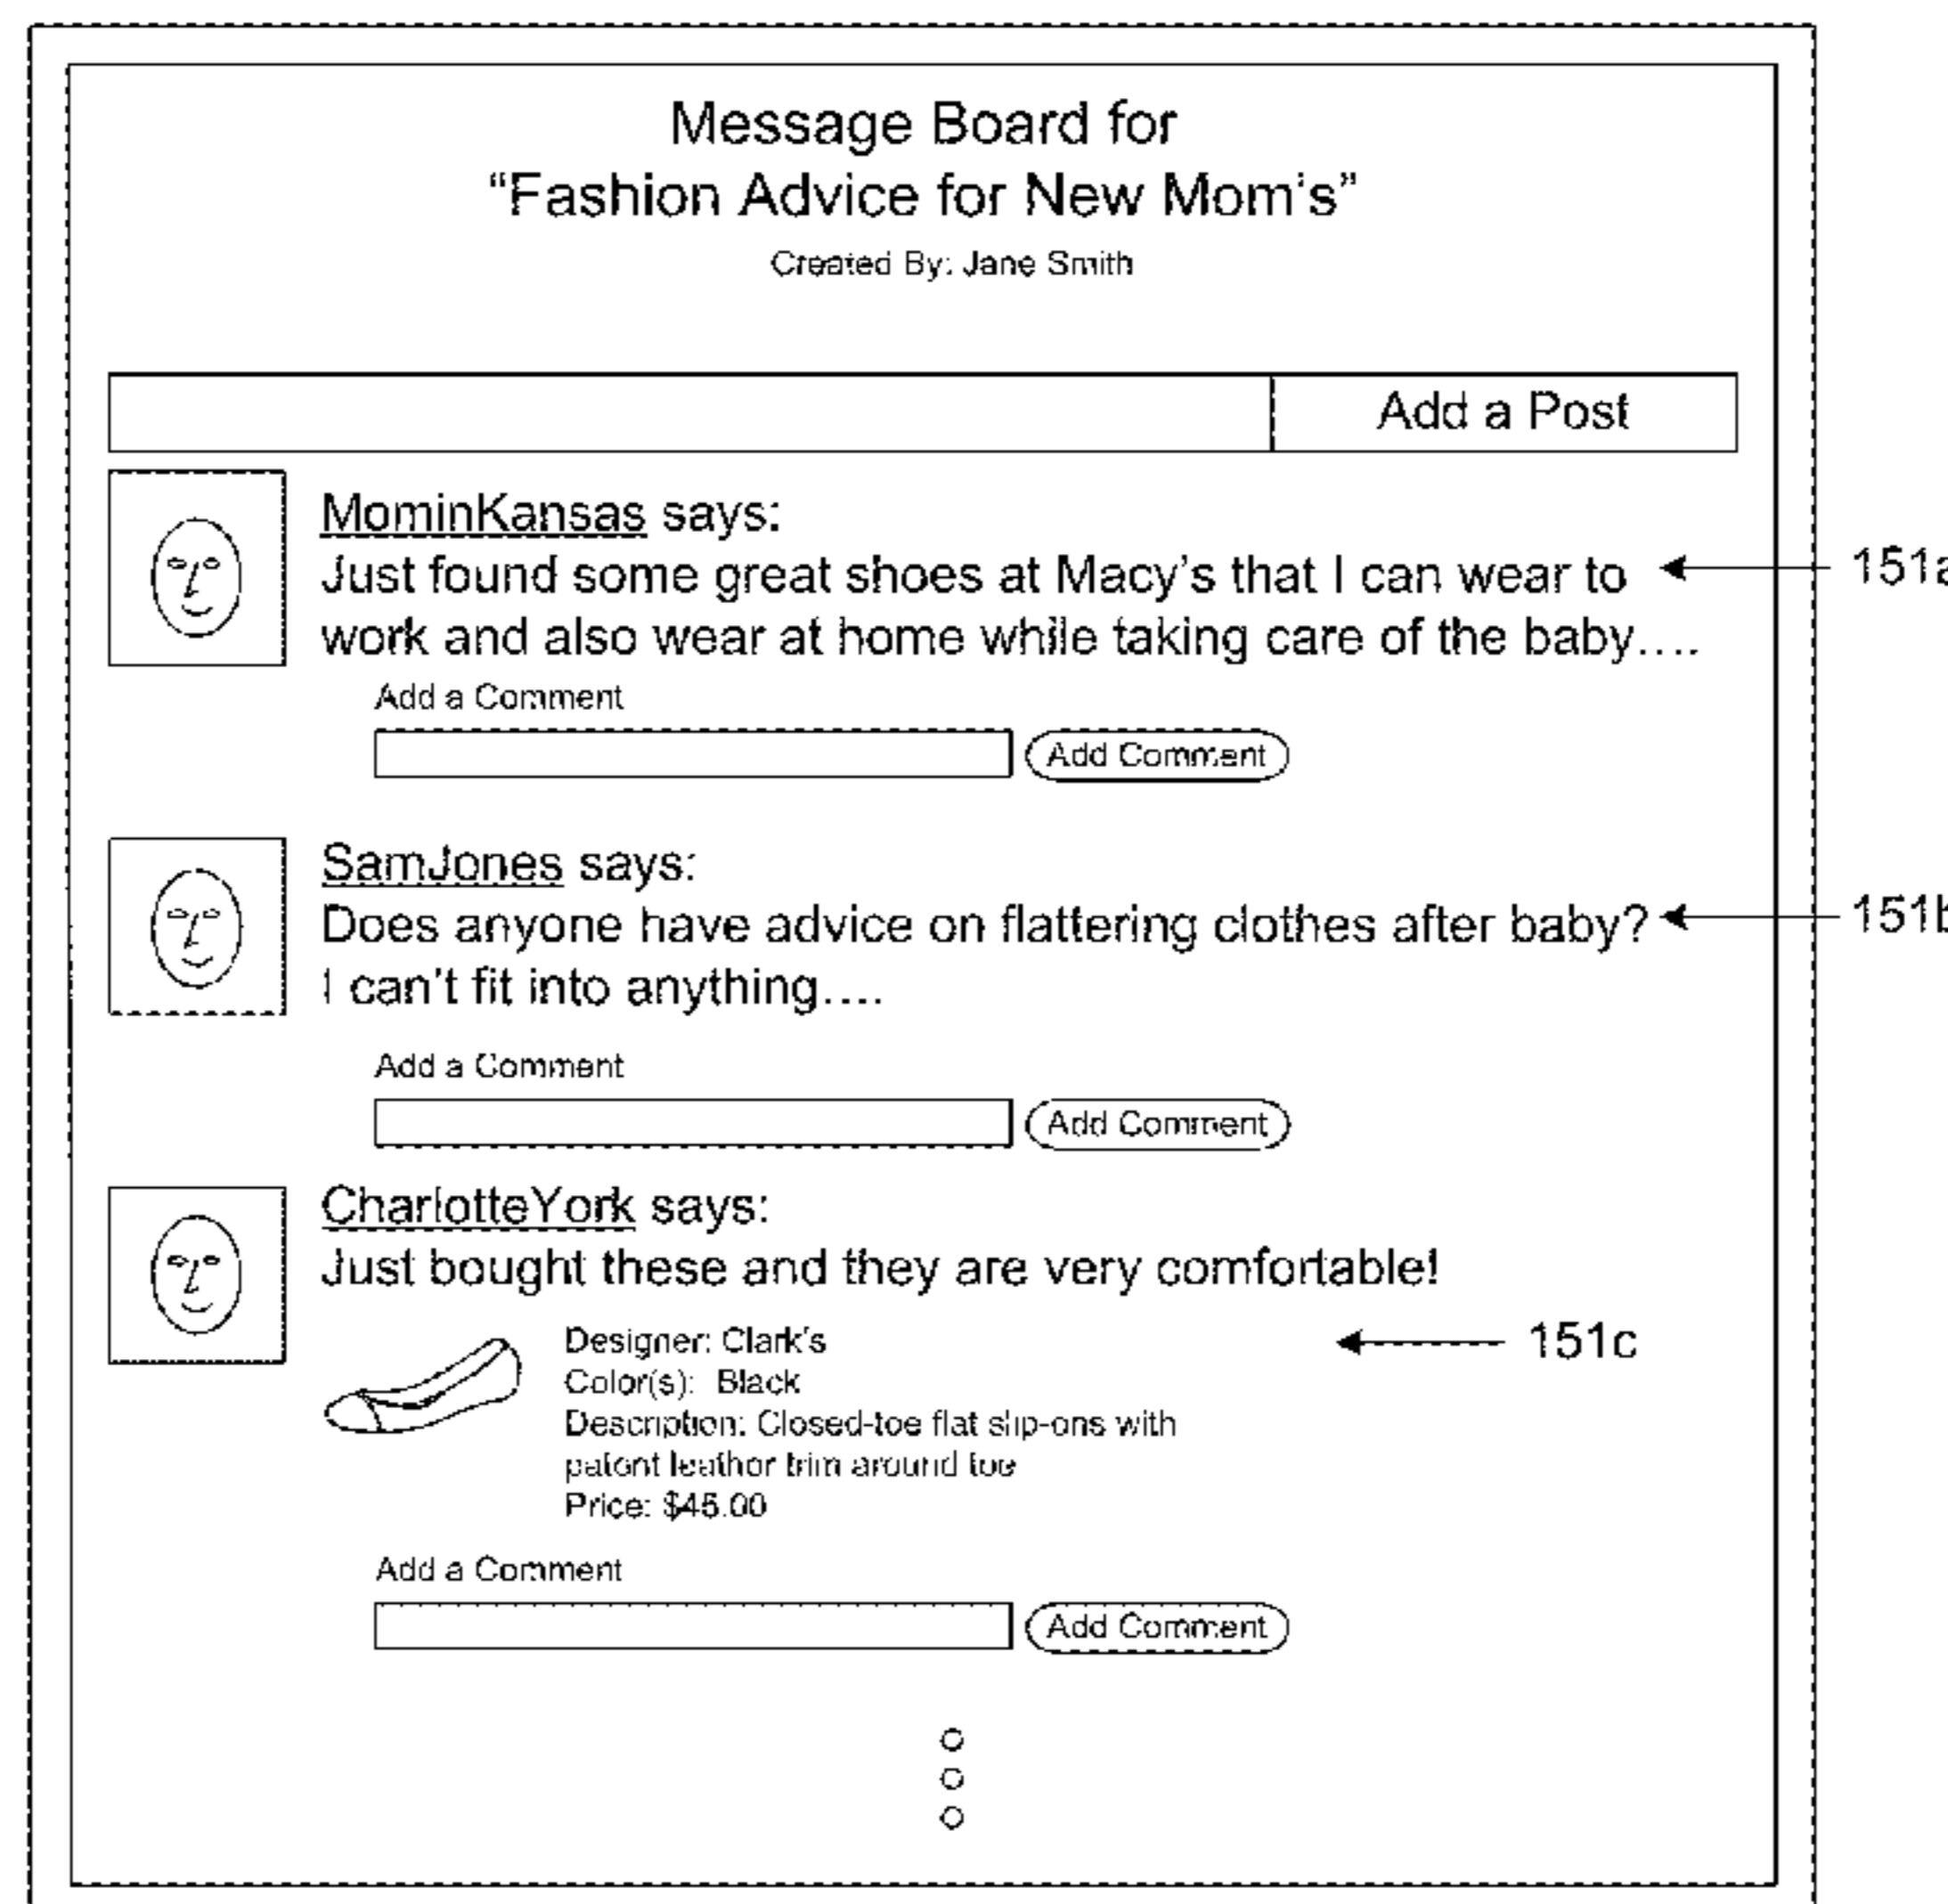 Message Board for
“Fashion Advice for New Mom's”
Created By: Jane Smith
Add a Post
MominKansas says:
Just found some great shoes at Macy's that I can wear to
work and also wear at home while taking care of the baby....
151a
Add a Comment
Add Comment
SamJones says:
Does anyone have advice on flattering clothes after baby?
I can't fit into anything....
151b
Add a Comment
Add Comment
CharlotteYork says:
Just bought these and they are very comfortable!
Designer: Clark's
151c
Color(s): Black
Description: Closed-toe flat slip-ons with
patent leather trim around toe
Price: $45.00
Add a Comment
Add Comment